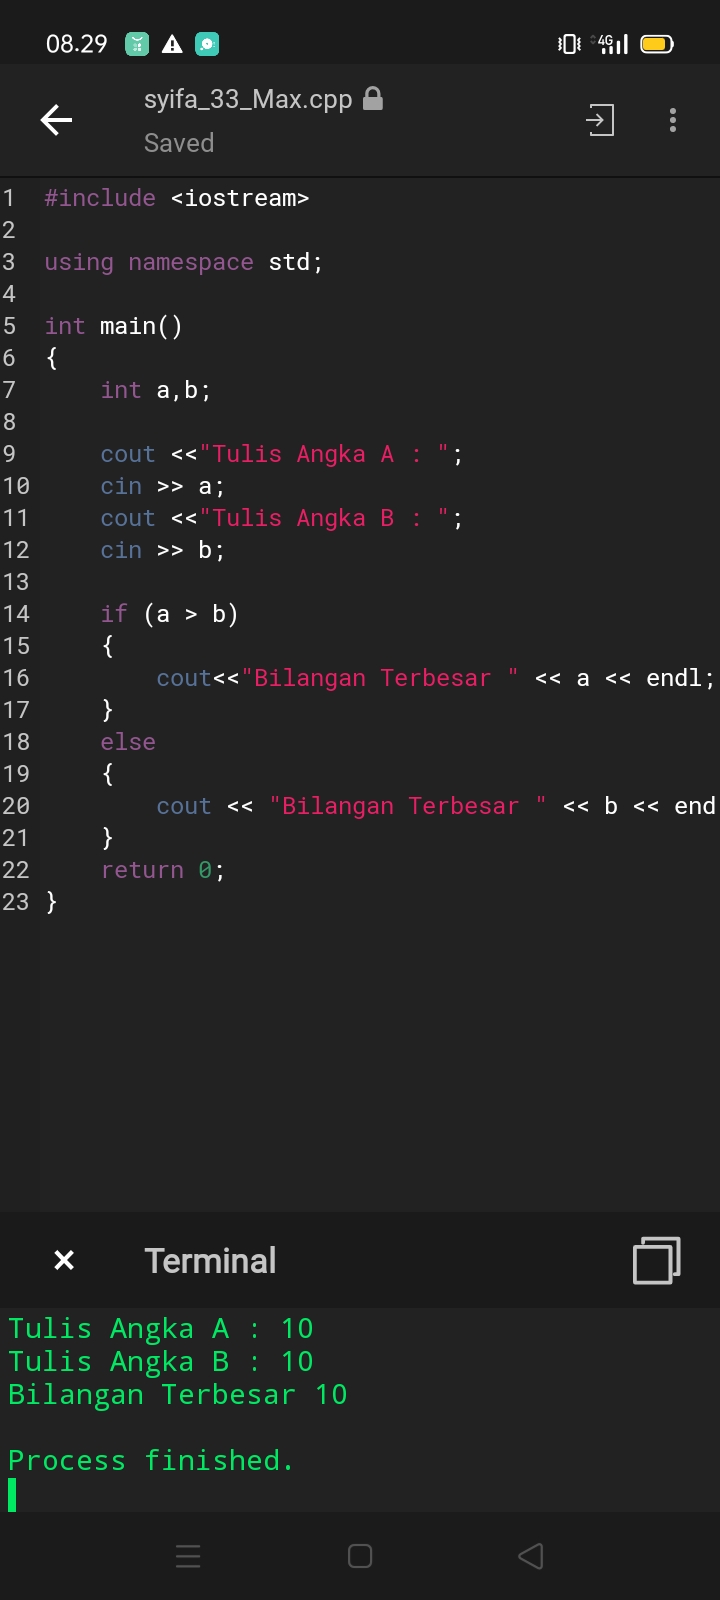 08.29
4G
syifa_33_Max.cpp
Saved
1 #include <iostream>
2
3 using namespace std;
4
5 int main()
6 {
7 int a,b;
8
9 cout <<"Tulis Angka A : ";
10 cin >> a;
11 cout <<"Tulis Angka B : ";
12 cin >> b;
13
14 if (a > b)
15 {
16 cout<<"Bilangan Terbesar " << a << endl;
17 }
18 else
19 {
20 cout << "Bilangan Terbesar " << b << end
21 }
22 return 0;
23 }
Terminal
Tulis Angka A : 10
Tulis Angka B : 10
Bilangan Terbesar 10
Process finished.